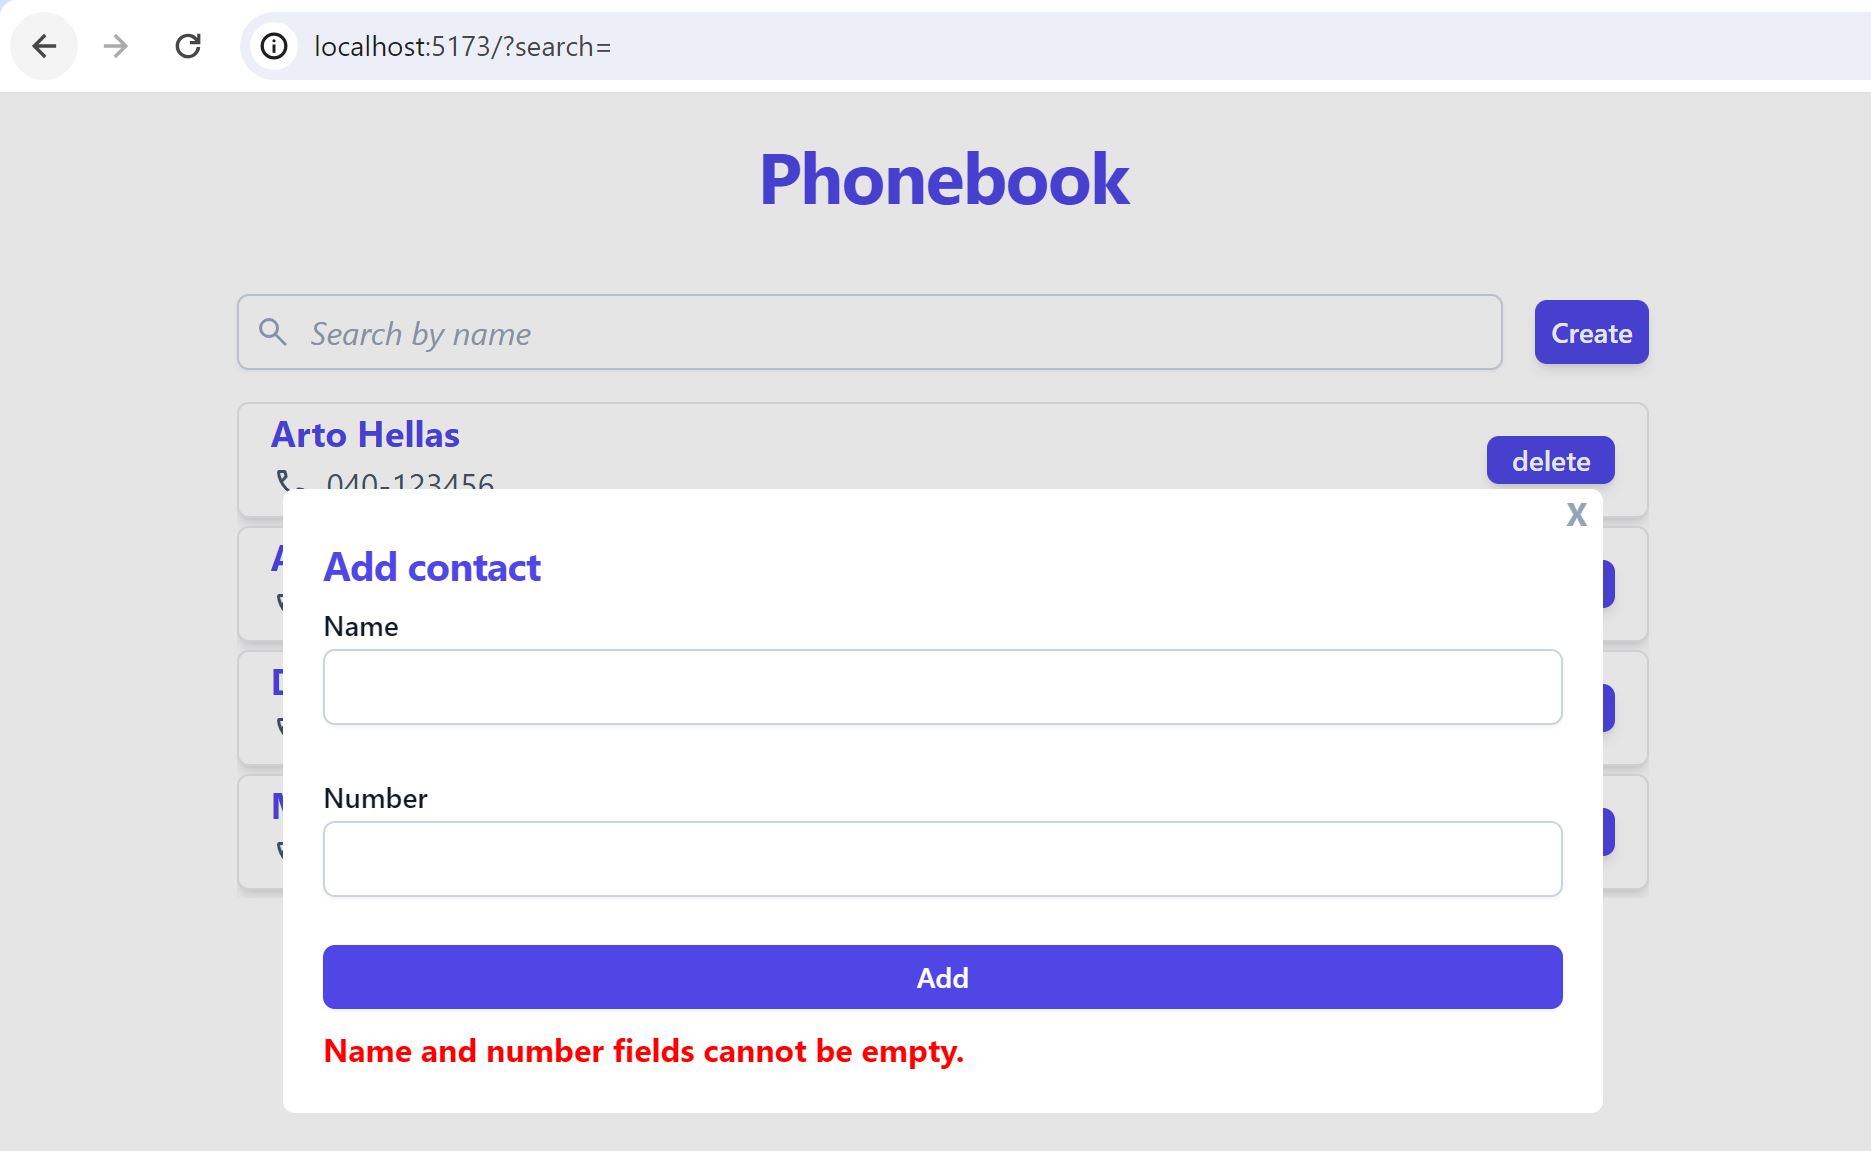 localhost:5173/?search=
Phonebook
Search by name
Create
Arto Hellas
040-123456
delete
X
Add contact
Name
Number
Add
Name and number fields cannot be empty.